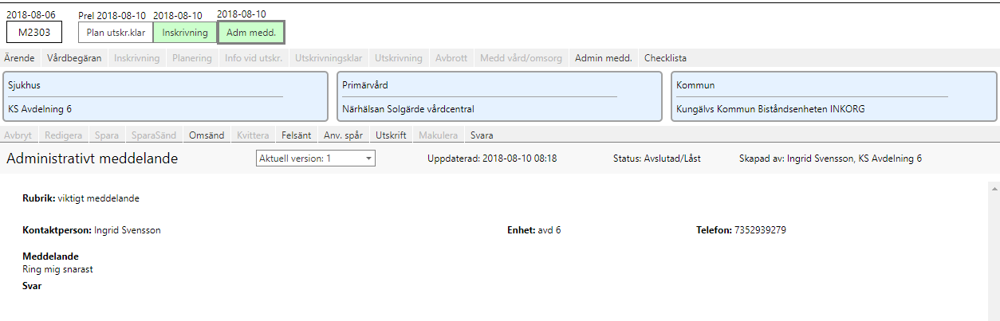 2018-08-06 Prel 2018-08-10 2018-08-10 2018-08-10
M2303 Plan utskr.klar Inskrivning Adm medd.
Ärende Vårdbegäran Inskrivning Planering Info vid utskr. Utskrivningsklar Utskrivning Avbrott Medd vård/omsorg Admin medd. Checklista
Sjukhus Primärvård Kommun
KS Avdelning 6 Närhälsan Solgärde vårdcentral Kungälvs Kommun Biståndsenheten INKORG
Avbryt Redigera Spara SparaSänd Omsänd Kvittera Felsänt Anv. spår Utskrift Makulera Svara
Administrativt meddelande Aktuell version: 1 Uppdaterad: 2018-08-10 08:18 Status: Avslutad/Låst Skapad av: Ingrid Svensson, KS Avdelning 6
Rubrik: viktigt meddelande
Kontaktperson: Ingrid Svensson Enhet: avd 6 Telefon: 7352939279
Meddelande
Ring mig snarast
Svar